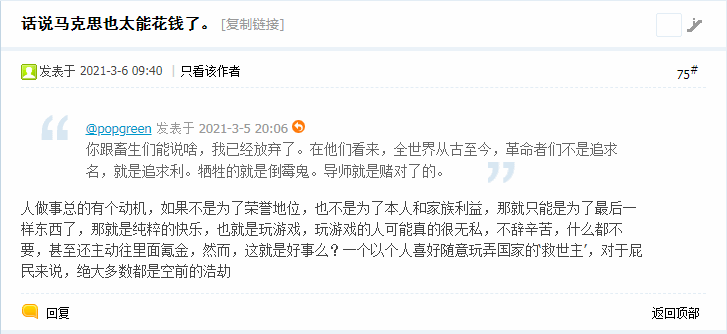 话说马克思也太能花钱了。 [复制链接]
发表于 2021-3-6 09:40 | 只看该作者
75#
@popgreen 发表于 2021-3-5 20:06
你跟畜生们能说啥，我已经放弃了。在他们看来，全世界从古至今，革命者们不是追求
名，就是追求利。牺牲的就是倒霉鬼。导师就是赌对了的。
人做事总的有个动机，如果不是为了荣誉地位，也不是为了本人和家族利益，那就只能是为了最后一
样东西了，那就是纯粹的快乐，也就是玩游戏，玩游戏的人可能真的很无私，不辞辛苦，什么都不
要，甚至还主动往里面氪金，然而，这就是好事么？一个以个人喜好随意玩弄国家的‘救世主’，对于屁
民来说，绝大多数都是空前的浩劫
回复
返回顶部